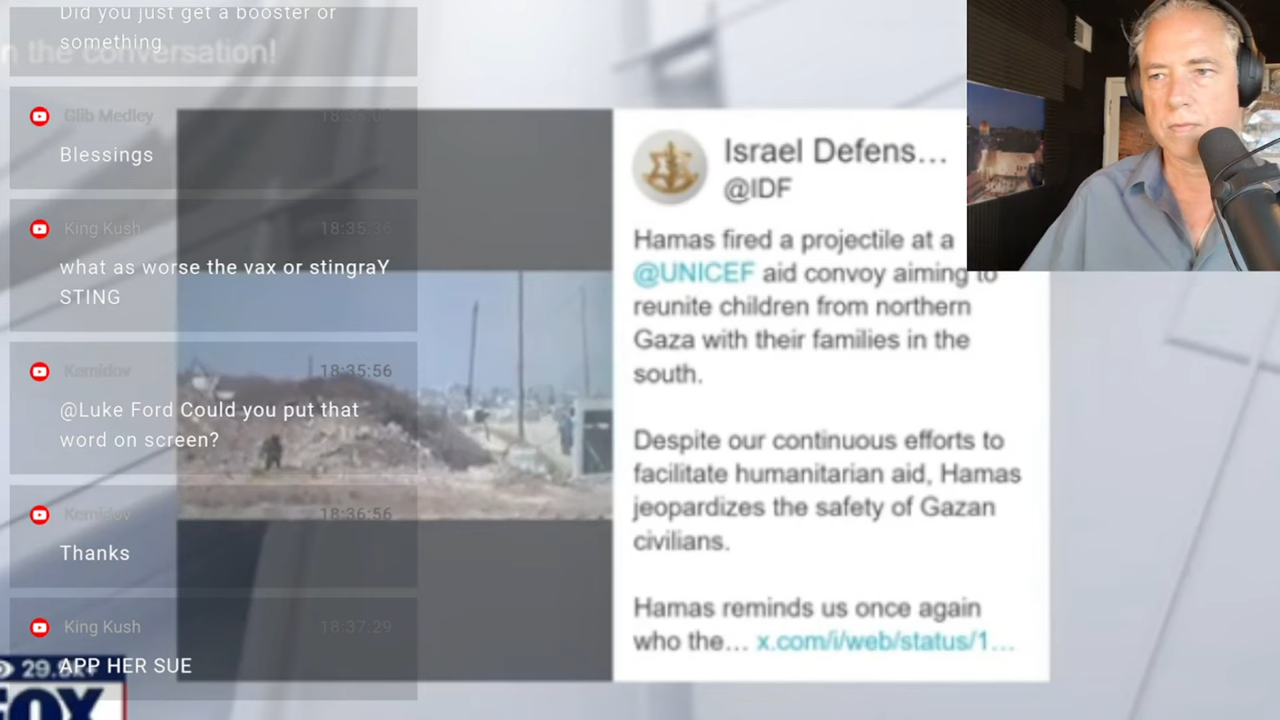 Did you just get a booster or
something
n the conversation!
Glib Medley
Blessings
King Kush 18:35:36
what as worse the vax or stingraY
STING
Kemidov 18:35:56
@Luke Ford Could you put that
word on screen?
Kemidov 18:36:56
Thanks
King Kush 18:37:29
APP HER SUE
FOX
Israel Defens...
@IDF
Hamas fired a projectile at a
@UNICEF aid convoy aiming to
reunite children from northern
Gaza with their families in the
south.
Despite our continuous efforts to
facilitate humanitarian aid, Hamas
jeopardizes the safety of Gazan
civilians.
Hamas reminds us once again
who the... x.com/i/web/status/1...